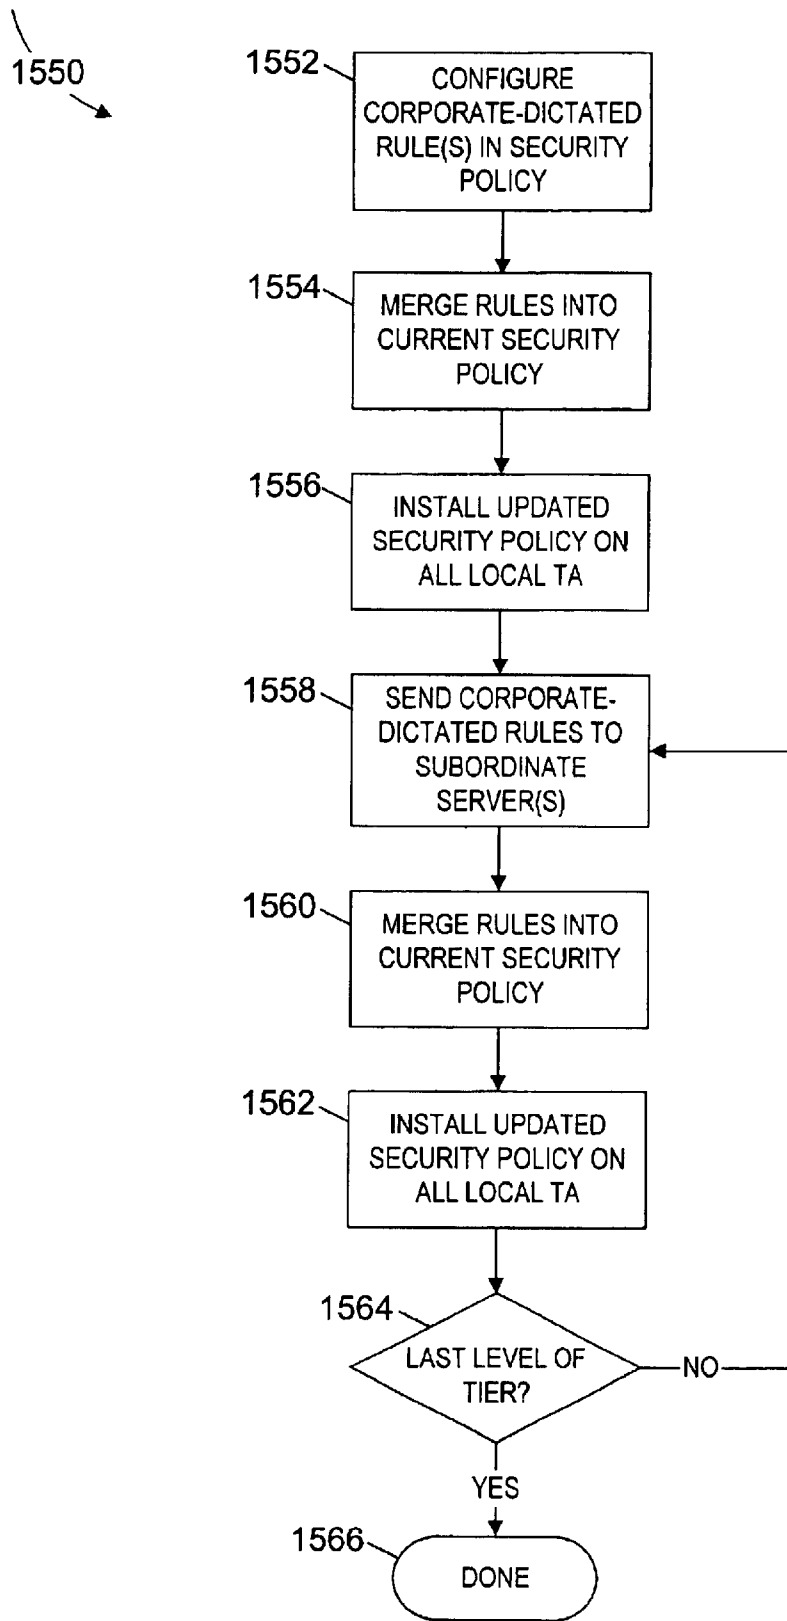 1550
1552
CONFIGURE
CORPORATE-DICTATED
RULE(S) IN SECURITY
POLICY
1554
MERGE RULES INTO
CURRENT SECURITY
POLICY
1556
INSTALL UPDATED
SECURITY POLICY ON
ALL LOCAL TA
1558
SEND CORPORATE-
DICTATED RULES TO
SUBORDINATE
SERVER(S)
1560
MERGE RULES INTO
CURRENT SECURITY
POLICY
1562
INSTALL UPDATED
SECURITY POLICY ON
ALL LOCAL TA
1564
LAST LEVEL OF
TIER?
NO
YES
1566
DONE